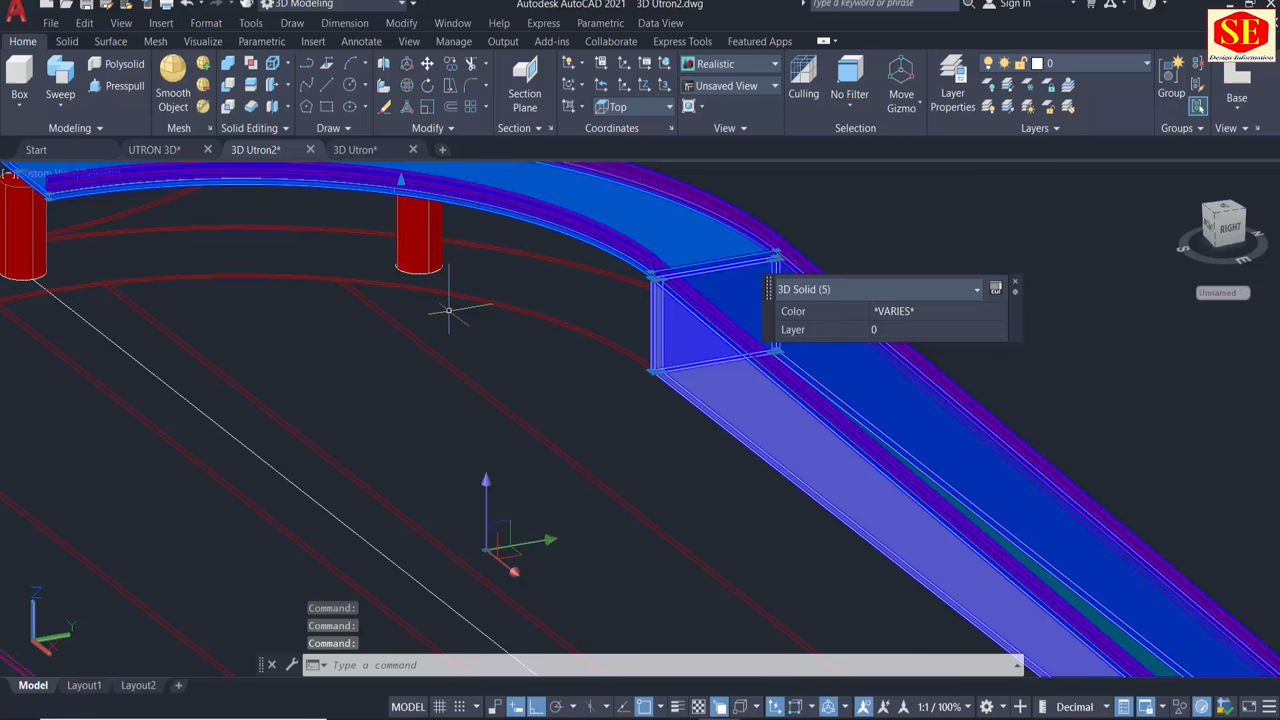 3D Modeling
Autodesk AutoCAD 2021
3D Utron2.dwg
Type a keyword or phrase
Sign In
File Edit View Insert Format Tools Draw Dimension Modify Window Help Express Parametric Data View
Home Solid Surface Mesh Visualize Parametric Insert Annotate View Manage Output Add-ins Collaborate Express Tools Featured Apps
SE
Design Information
Box
Sweep
Polysolid
Presspull
Smooth Object
Section Plane
Top
Realistic
Unsaved View
Culling
No Filter
Move Gizmo
Layer Properties
0
Group
Base
Modeling
Mesh
Solid Editing
Draw
Modify
Section
Coordinates
View
Selection
Layers
Groups
View
Start
UTRON 3D*
3D Utron2*
3D Utron*
RIGHT
S
E
N
Unnamed
3D Solid (5)
Color *VARIES*
Layer 0
Z
Y
X
Command:
Command:
Command:
Type a command
Model Layout1 Layout2
MODEL
1:1 / 100%
Decimal